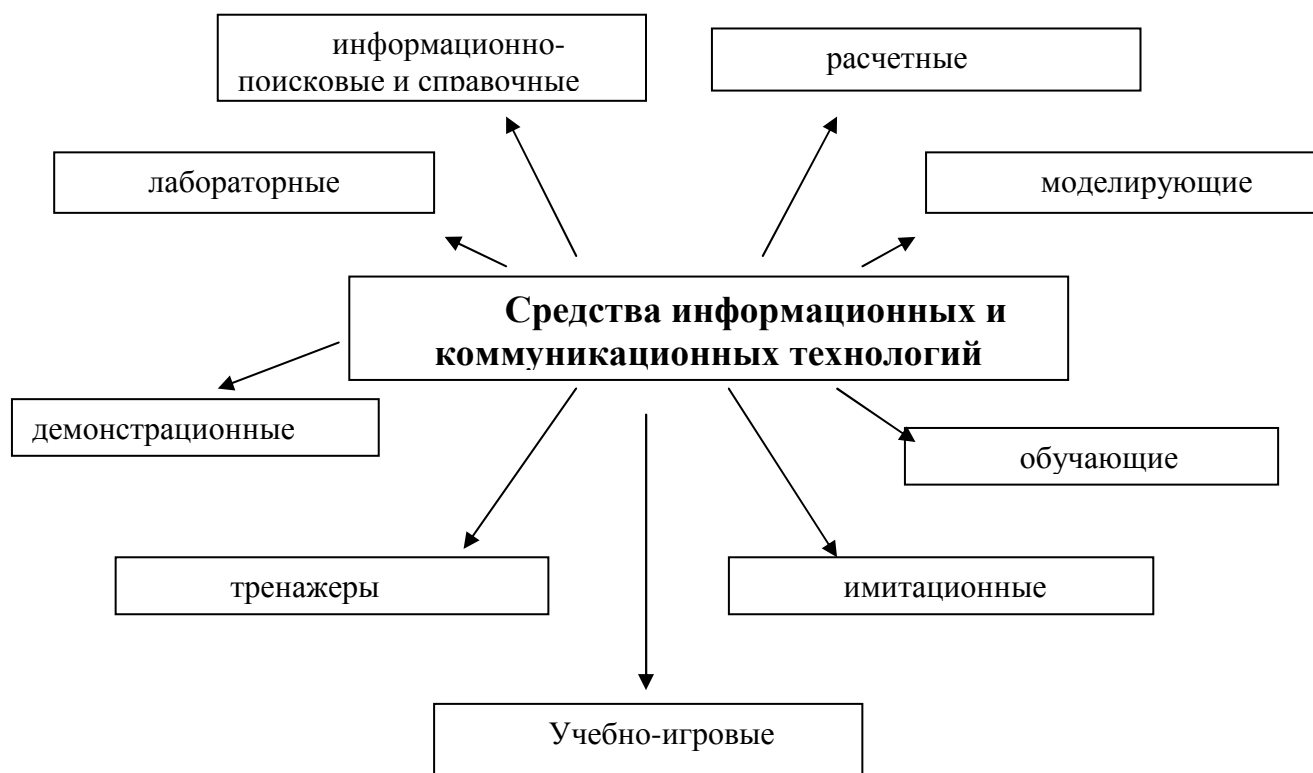 информационно-
поисковые и справочные
расчетные
лабораторные
моделирующие
Средства информационных и
коммуникационных технологий
демонстрационные
обучающие
тренажеры
имитационные
Учебно-игровые